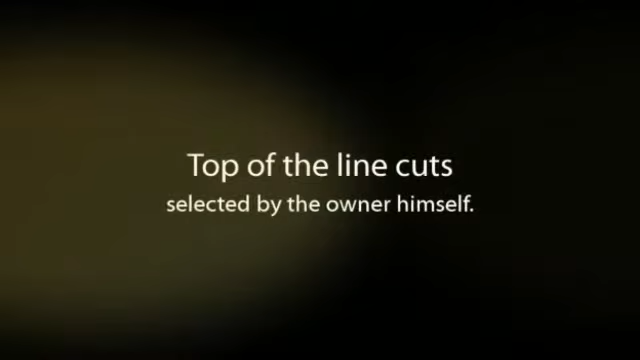 Top of the line cuts
selected by the owner himself.